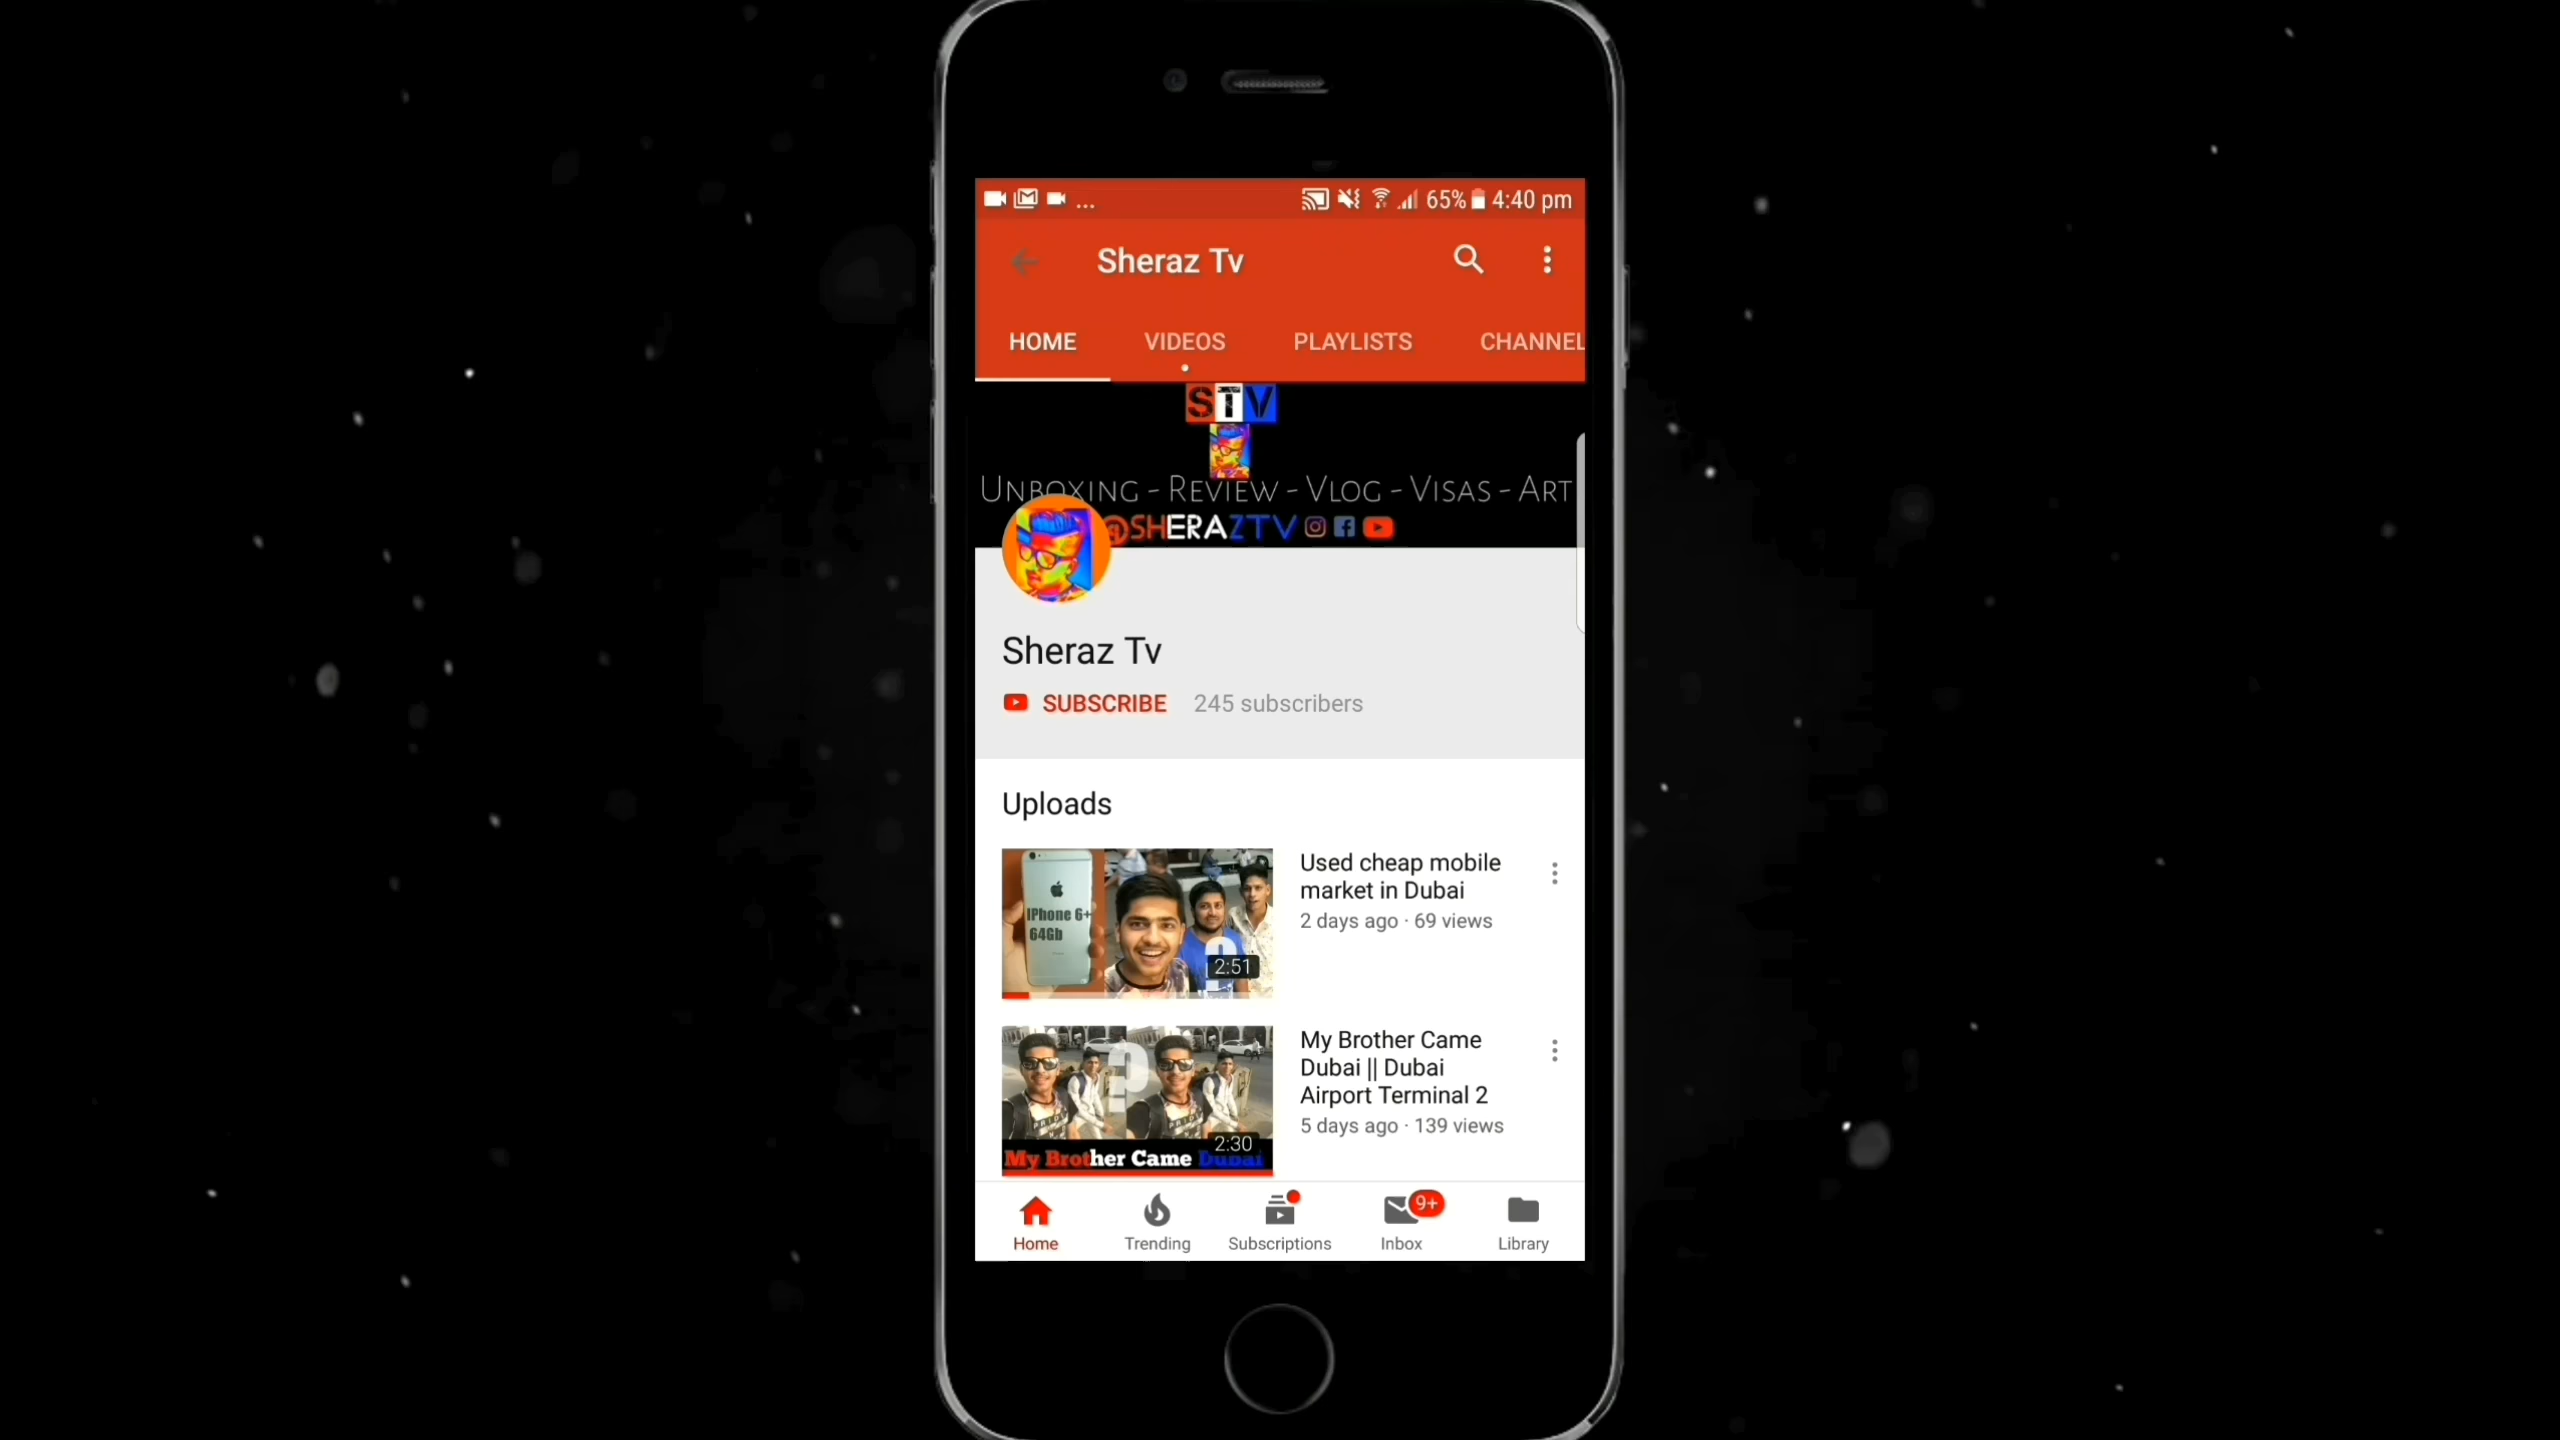 ... 65% 4:40 pm
Sheraz Tv
HOME VIDEOS PLAYLISTS CHANNEL
STV
UNBOXING - REVIEW - VLOG - VISAS - ART
@SHERAZTV
Sheraz Tv
SUBSCRIBE 245 subscribers
Uploads
IPhone 6+
64Gb
?
2:51
Used cheap mobile
market in Dubai
2 days ago · 69 views
?
PRIDE
2:30
My Brother Came Dubai
My Brother Came
Dubai || Dubai
Airport Terminal 2
5 days ago · 139 views
9+
Home Trending Subscriptions Inbox Library